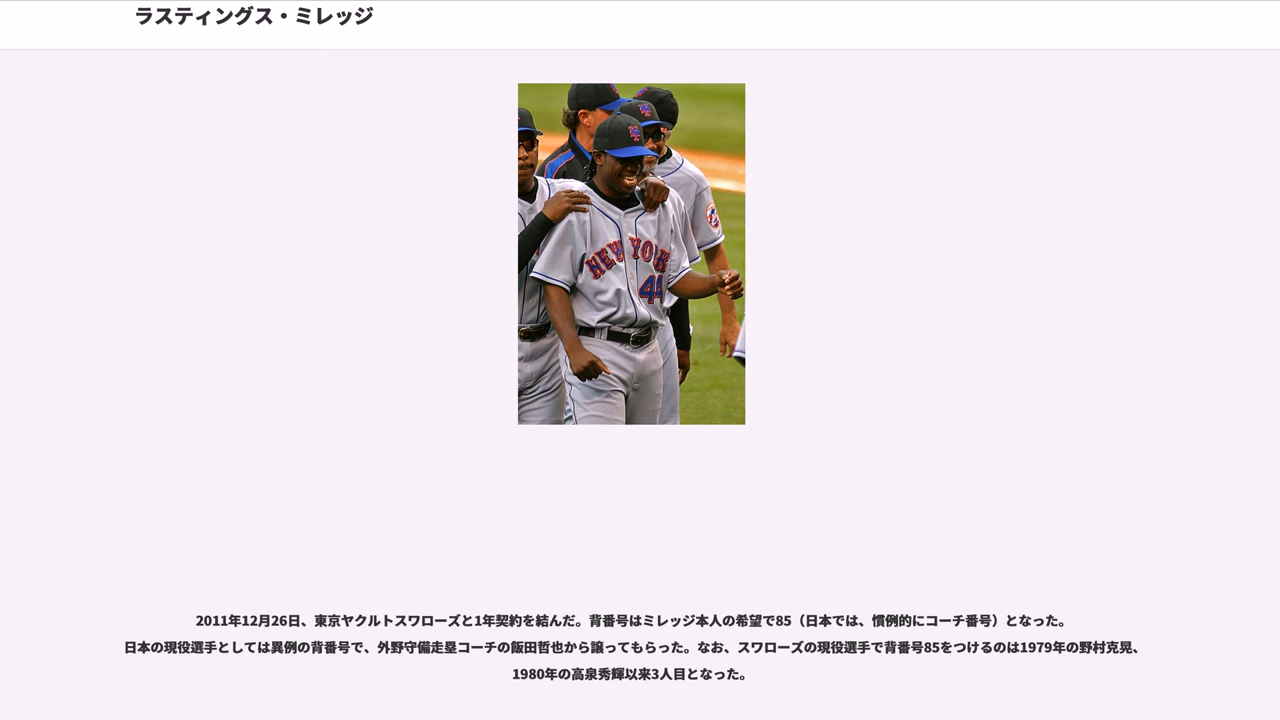 ラスティングス・ミレッジ
NEW YORK
44
2011年12月26日、東京ヤクルトスワローズと1年契約を結んだ。背番号はミレッジ本人の希望で85（日本では、慣例的にコーチ番号）となった。
日本の現役選手としては異例の背番号で、外野守備走塁コーチの飯田哲也から譲ってもらった。なお、スワローズの現役選手で背番号85をつけるのは1979年の野村克晃、
1980年の高泉秀輝以来3人目となった。